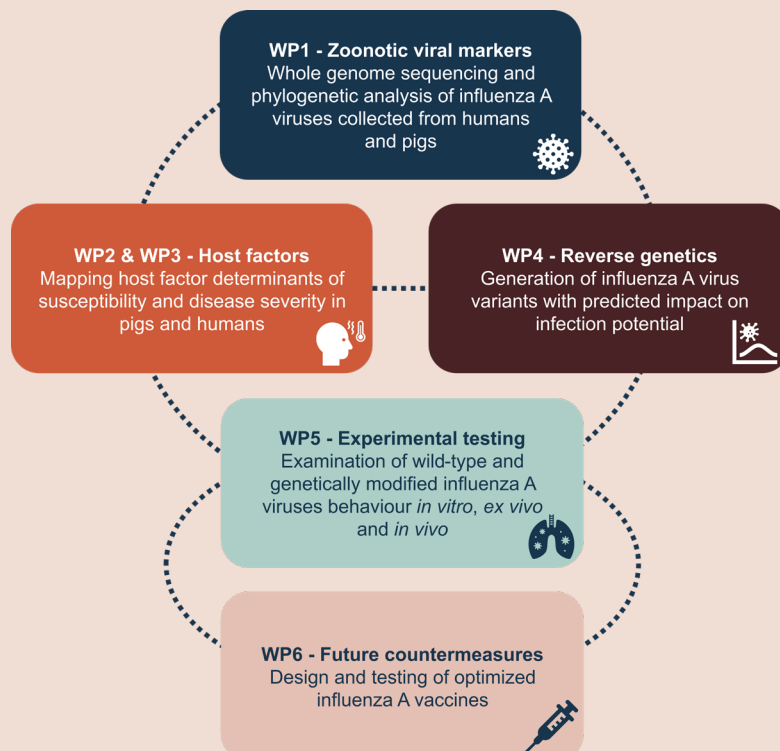 WP1 - Zoonotic viral markers
Whole genome sequencing and
phylogenetic analysis of influenza A
viruses collected from humans
and pigs
WP2 & WP3 - Host factors
Mapping host factor determinants of
susceptibility and disease severity in
pigs and humans
WP4 - Reverse genetics
Generation of influenza A virus
variants with predicted impact on
infection potential
WP5 - Experimental testing
Examination of wild-type and
genetically modified influenza A
viruses behaviour in vitro, ex vivo
and in vivo
WP6 - Future countermeasures
Design and testing of optimized
influenza A vaccines